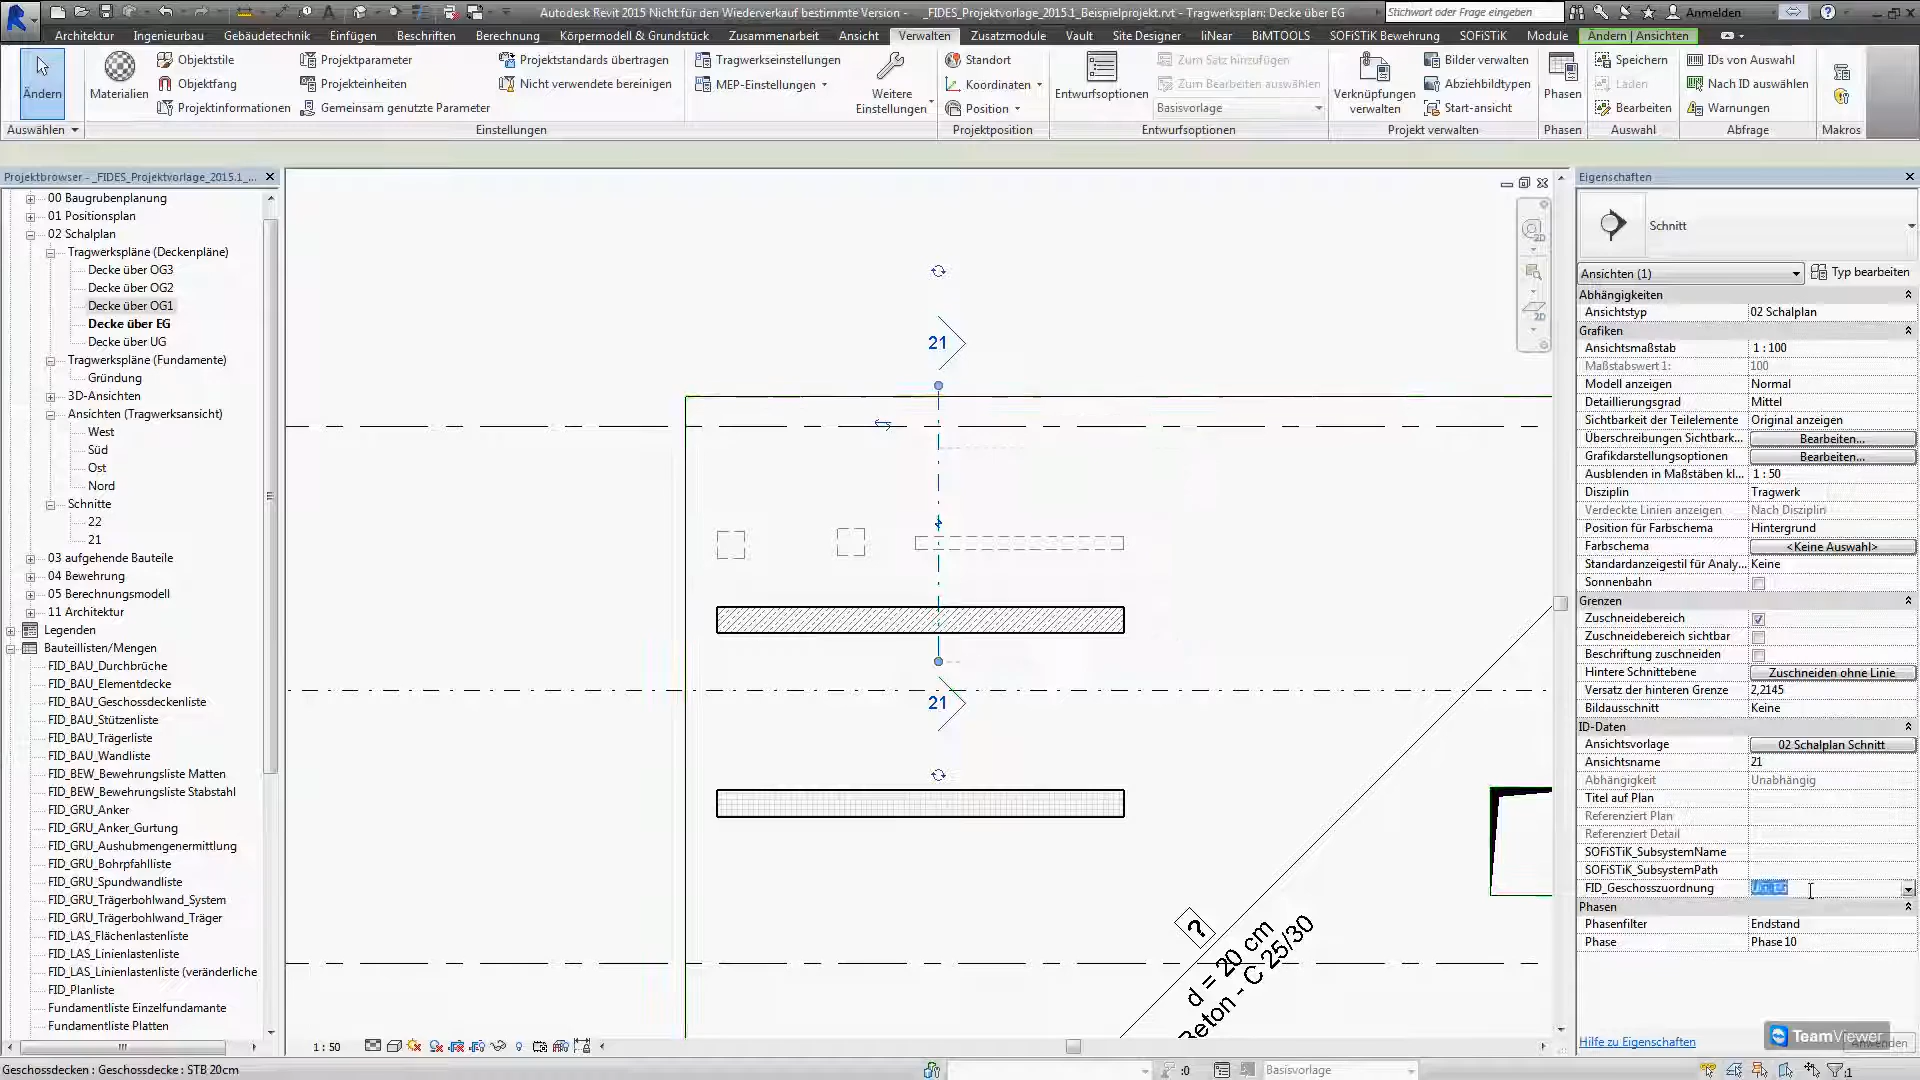 Autodesk Revit 2015 Nicht für den Wiederverkauf bestimmte Version - _FIDES_Projektvorlage_2015.1_Beispielprojekt.rvt - Tragwerksplan: Decke über EG
Stichwort oder Frage eingeben
Anmelden
Architektur Ingenieurbau Gebäudetechnik Einfügen Beschriften Berechnung Körpermodell & Grundstück Zusammenarbeit Ansicht Verwalten Zusatzmodule Vault Site Designer liNear BiMTOOLS SOFiSTiK Bewehrung SOFiSTiK Module Ändern | Ansichten
Ändern
Materialien
Objektstile
Objektfang
Projektinformationen
Projektparameter
Projekteinheiten
Gemeinsam genutzte Parameter
Projektstandards übertragen
Nicht verwendete bereinigen
Tragwerkseinstellungen
MEP-Einstellungen
Weitere
Einstellungen
Standort
Koordinaten
Position
Entwurfsoptionen
Zum Satz hinzufügen
Zum Bearbeiten auswählen
Basisvorlage
Verknüpfungen
verwalten
Bilder verwalten
Abziehbildtypen
Start-ansicht
Phasen
Speichern
Laden
Bearbeiten
IDs von Auswahl
Nach ID auswählen
Warnungen
Auswählen Einstellungen Projektposition Entwurfsoptionen Projekt verwalten Phasen Auswahl Abfrage Makros
Projektbrowser - _FIDES_Projektvorlage_2015.1_...
00 Baugrubenplanung
01 Positionsplan
02 Schalplan
Tragwerkspläne (Deckenpläne)
Decke über OG3
Decke über OG2
Decke über OG1
Decke über EG
Decke über UG
Tragwerkspläne (Fundamente)
Gründung
3D-Ansichten
Ansichten (Tragwerksansicht)
West
Süd
Ost
Nord
Schnitte
22
21
03 aufgehende Bauteile
04 Bewehrung
05 Berechnungsmodell
11 Architektur
Legenden
Bauteillisten/Mengen
FID_BAU_Durchbrüche
FID_BAU_Elementdecke
FID_BAU_Geschossdeckenliste
FID_BAU_Stützenliste
FID_BAU_Trägerliste
FID_BAU_Wandliste
FID_BEW_Bewehrungsliste Matten
FID_BEW_Bewehrungsliste Stabstahl
FID_GRU_Anker
FID_GRU_Anker_Gurtung
FID_GRU_Aushubmengenermittlung
FID_GRU_Bohrpfahlliste
FID_GRU_Spundwandliste
FID_GRU_Trägerbohlwand_System
FID_GRU_Trägerbohlwand_Träger
FID_LAS_Flächenlastenliste
FID_LAS_Linienlastenliste
FID_LAS_Linienlastenliste (veränderliche
FID_Planliste
Fundamentliste Einzelfundamante
Fundamentliste Platten
21
21
?
d = 20 cm
Beton - C 25/30
2D
2D
1 : 50
Eigenschaften
Schnitt
Ansichten (1)
Typ bearbeiten
Abhängigkeiten
Ansichtstyp 02 Schalplan
Grafiken
Ansichtsmaßstab 1 : 100
Maßstabswert 1: 100
Modell anzeigen Normal
Detaillierungsgrad Mittel
Sichtbarkeit der Teilelemente Original anzeigen
Überschreibungen Sichtbark... Bearbeiten...
Grafikdarstellungsoptionen Bearbeiten...
Ausblenden in Maßstäben kl... 1 : 50
Disziplin Tragwerk
Verdeckte Linien anzeigen Nach Disziplin
Position für Farbschema Hintergrund
Farbschema <Keine Auswahl>
Standardanzeigestil für Analy... Keine
Sonnenbahn
Grenzen
Zuschneidebereich
Zuschneidebereich sichtbar
Beschriftung zuschneiden
Hintere Schnittebene Zuschneiden ohne Linie
Versatz der hinteren Grenze 2,2145
Bildausschnitt Keine
ID-Daten
Ansichtsvorlage 02 Schalplan Schnitt
Ansichtsname 21
Abhängigkeit Unabhängig
Titel auf Plan
Referenziert Plan
Referenziert Detail
SOFiSTiK_SubsystemName
SOFiSTiK_SubsystemPath
FID_Geschosszuordnung
Phasen
Phasenfilter Endstand
Phase Phase 10
Hilfe zu Eigenschaften
TeamViewer
Geschossdecken : Geschossdecke : STB 20cm
:0
Basisvorlage
:1